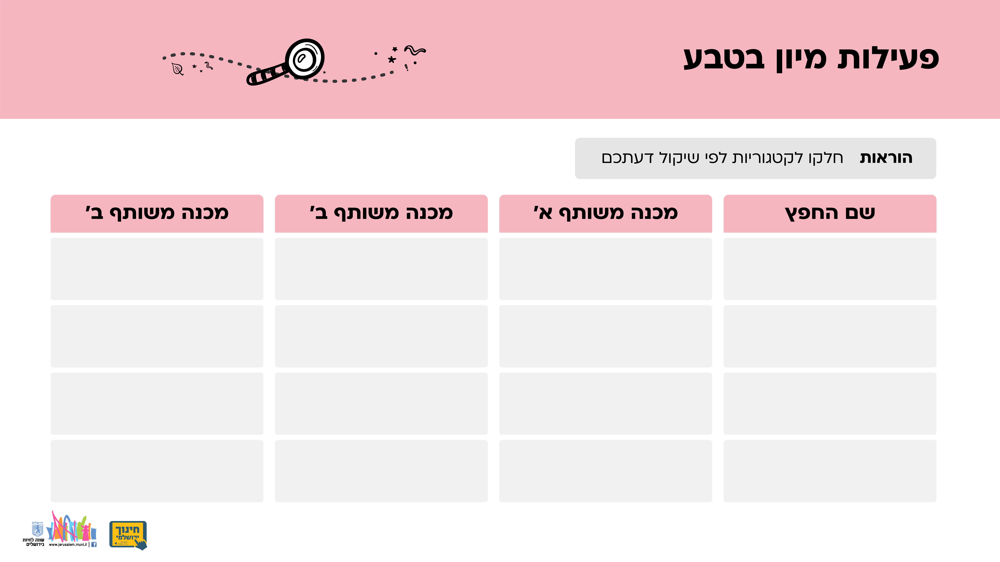 פעילות מיון בטבע
הוראות חלקו לקטגוריות לפי שיקול דעתכם
שם החפץ
מכנה משותף א'
מכנה משותף ב'
מכנה משותף ב'
ירושלים
שווה לחיות
בירושלים
www.jerusalem.muni.il | f
חינוך
ירושלמי